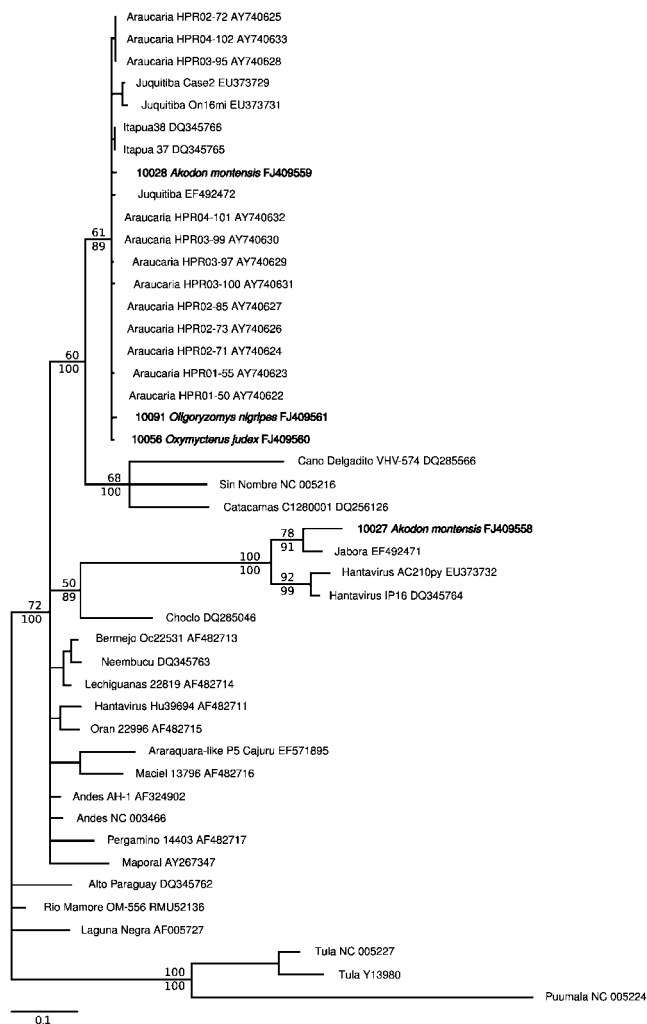 Araucaria HPR02-72 AY740625
Araucaria HPR04-102 AY740633
Araucaria HPR03-95 AY740628
Juquitiba Case2 EU373729
Juquitiba On16mi EU373731
Itapua38 DQ345766
Itapua 37 DQ345765
10028 Akodon montensis FJ409559
Juquitiba EF492472
Araucaria HPR04-101 AY740632
61
89
Araucaria HPR03-99 AY740630
Araucaria HPR03-97 AY740629
Araucaria HPR03-100 AY740631
Araucaria HPR02-85 AY740627
Araucaria HPR02-73 AY740626
Araucaria HPR02-71 AY740624
60
100
Araucaria HPR01-55 AY740623
Araucaria HPR01-50 AY740622
10091 Oligoryzomys nigripes FJ409561
10056 Oxymycterus judex FJ409560
Cano Delgadito VHV-574 DQ285566
68
100
Sin Nombre NC 005216
Catacamas C1280001 DQ256126
10027 Akodon montensis FJ409558
78
91
Jabora EF492471
100
100
Hantavirus AC210py EU373732
92
99
Hantavirus IP16 DQ345764
50
89
72
100
Choclo DQ285046
Bermejo Oc22531 AF482713
Neembucu DQ345763
Lechiguanas 22819 AF482714
Hantavirus Hu39694 AF482711
Oran 22996 AF482715
Araraquara-like P5 Cajuru EF571895
Maciel 13796 AF482716
Andes AH-1 AF324902
Andes NC 003466
Pergamino 14403 AF482717
Maporal AY267347
Alto Paraguay DQ345762
Rio Mamore OM-556 RMU52136
Laguna Negra AF005727
Tula NC 005227
100
100
Tula Y13980
Puumala NC 005224
0.1